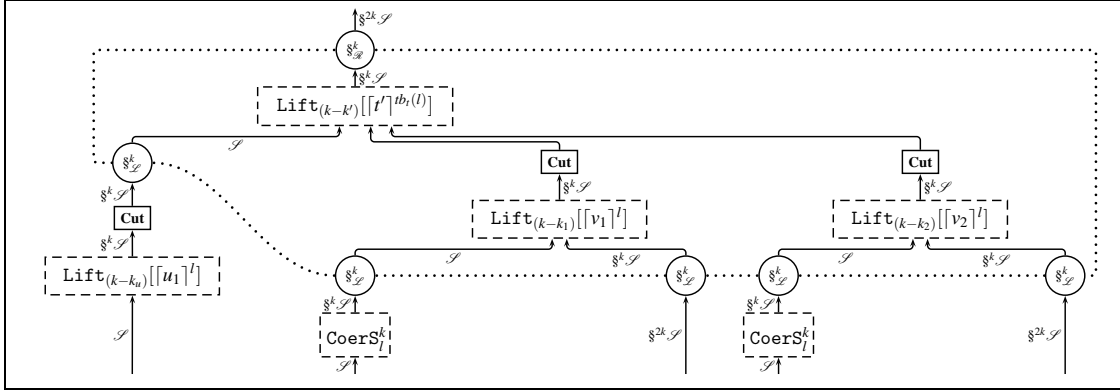 §^{2k} 𝒮
§^k_ℛ
§^k 𝒮
Lift_{(k−k′)}[⌈t′⌉^{tb_t(l)}]
𝒮
§^k_ℒ
Cut Cut
§^k 𝒮 §^k 𝒮 §^k 𝒮
Cut Lift_{(k−k_1)}[⌈v_1⌉^l] Lift_{(k−k_2)}[⌈v_2⌉^l]
§^k 𝒮 𝒮 §^k 𝒮 𝒮 §^k 𝒮
Lift_{(k−k_u)}[⌈u_1⌉^l] §^k_ℒ §^k_ℒ §^k_ℒ §^k_ℒ
§^k 𝒮 §^k 𝒮
𝒮 CoerS^k_l §^{2k} 𝒮 CoerS^k_l §^{2k} 𝒮
𝒮 𝒮